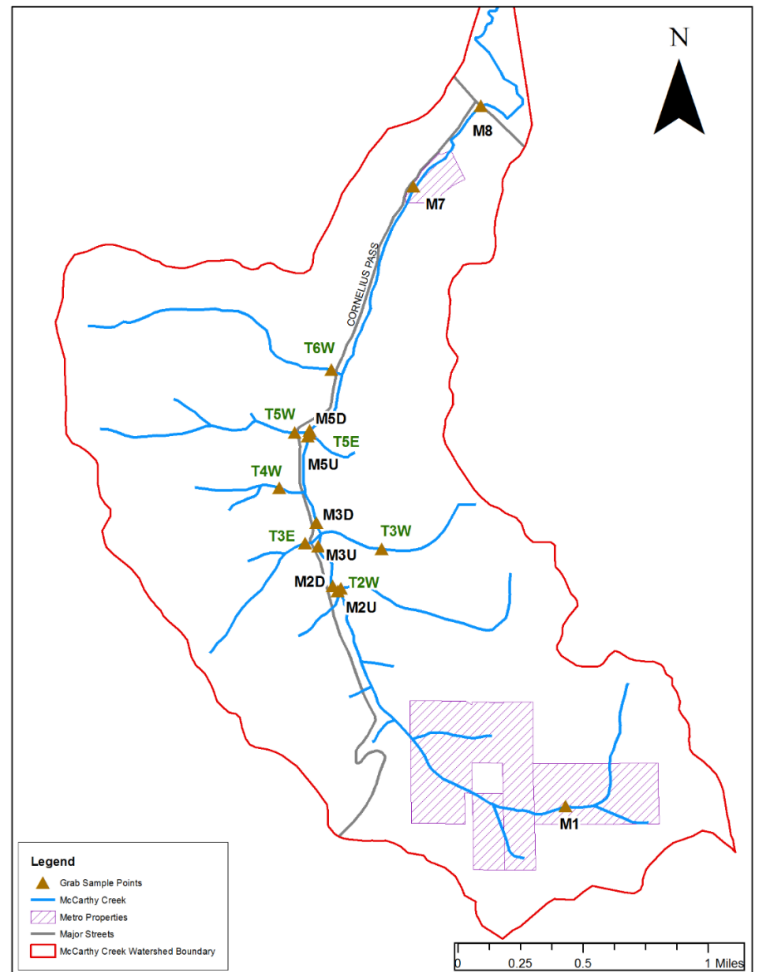 N
M8
M7
CORNELIUS PASS
T6W
T5W
M5D
T5E
M5U
T4W
M3D
T3W
T3E
M3U
M2D
T2W
M2U
M1
Legend
Grab Sample Points
McCarthy Creek
Metro Properties
Major Streets
McCarthy Creek Watershed Boundary
0 0.25 0.5 1 Miles